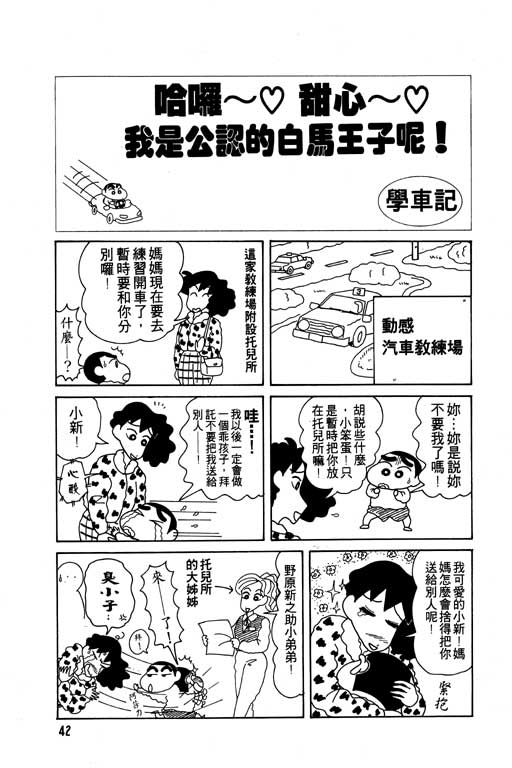 哈囉～♡ 甜心～♡
我是公認的白馬王子呢！
學車記
動感
汽車教練場
3
這家教練場附設托兒所
媽媽現在要去
練習開車了，
暫時要和你分
別囉！
什麼—？
妳…妳是説妳
不要我了嗎！
胡說些什麼
，小笨蛋！只
是暫時把你放
在托兒所嘛！
哇……！
我以後一定會做
一個乖孩子，拜
託不要把我送給
別人——！
小新！
心酸
我可愛的小新！媽
媽怎麼會捨得把你
送給別人呢！
緊抱
野原新之助小弟弟！
托兒所
的大姊姊
來——了——！
臭小子…
42